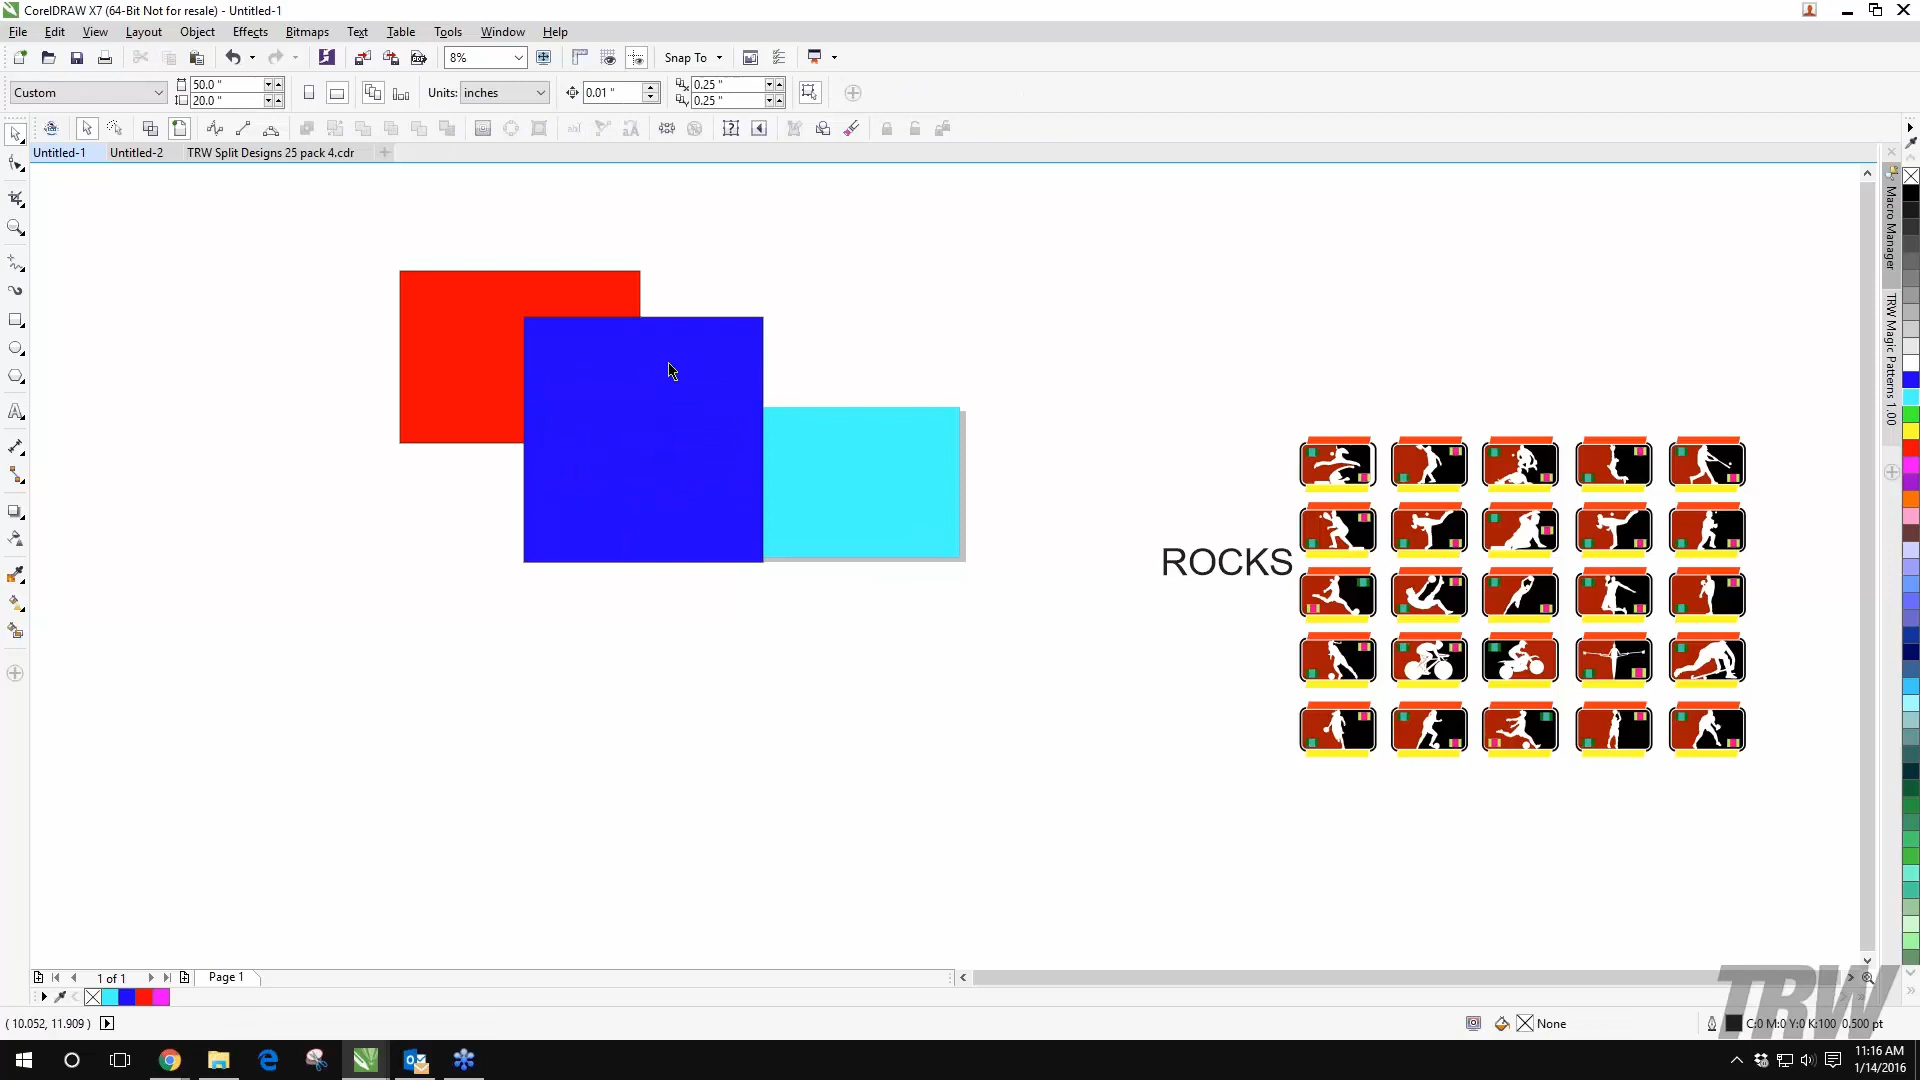 CorelDRAW X7 (64-Bit Not for resale) - Untitled-1
File Edit View Layout Object Effects Bitmaps Text Table Tools Window Help
8% Snap To
Custom 50.0 " 20.0 " Units: inches 0.01 " 0.25 " 0.25 "
Untitled-1 Untitled-2 TRW Split Designs 25 pack 4.cdr
Macro Manager
TRW Magic Patterns 1.00
ROCKS
1 of 1 Page 1
TRW
( 10.052, 11.909 ) None C:0 M:0 Y:0 K:100 0.500 pt
11:16 AM
1/14/2016